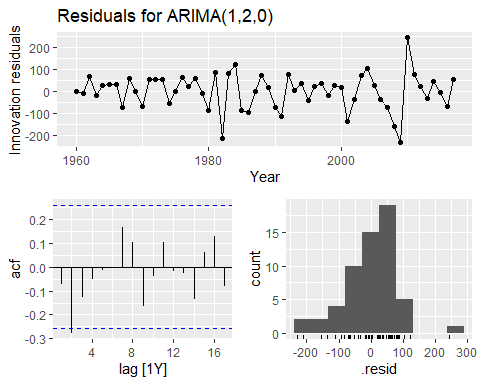 Residuals for ARIMA(1,2,0)
Innovation residuals
200
100
0
-100
-200
1960 1980 2000
Year
acf
0.2
0.1
0.0
-0.1
-0.2
-0.3
4 8 12 16
lag [1Y]
count
15
10
5
0
-200 -100 0 100 200 300
.resid